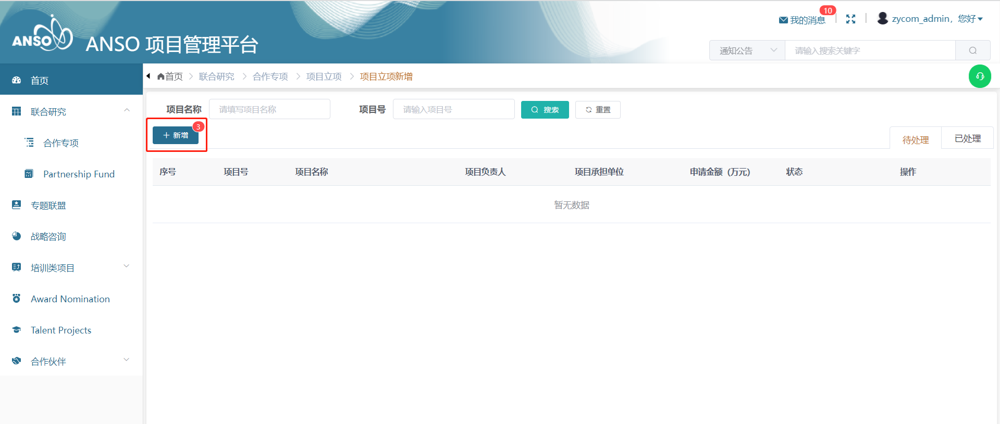 ANSO
ANSO 项目管理平台
我的消息
10
zycom_admin，您好
通知公告
请输入搜索关键字
首页
联合研究
合作专项
Partnership Fund
专题联盟
战略咨询
培训类项目
Award Nomination
Talent Projects
合作伙伴
首页 联合研究 合作专项 项目立项 项目立项新增
项目名称 请填写项目名称 项目号 请输入项目号 搜索 重置
新增 3
待处理 已处理
序号 项目号 项目名称 项目负责人 项目承担单位 申请金额（万元） 状态 操作
暂无数据